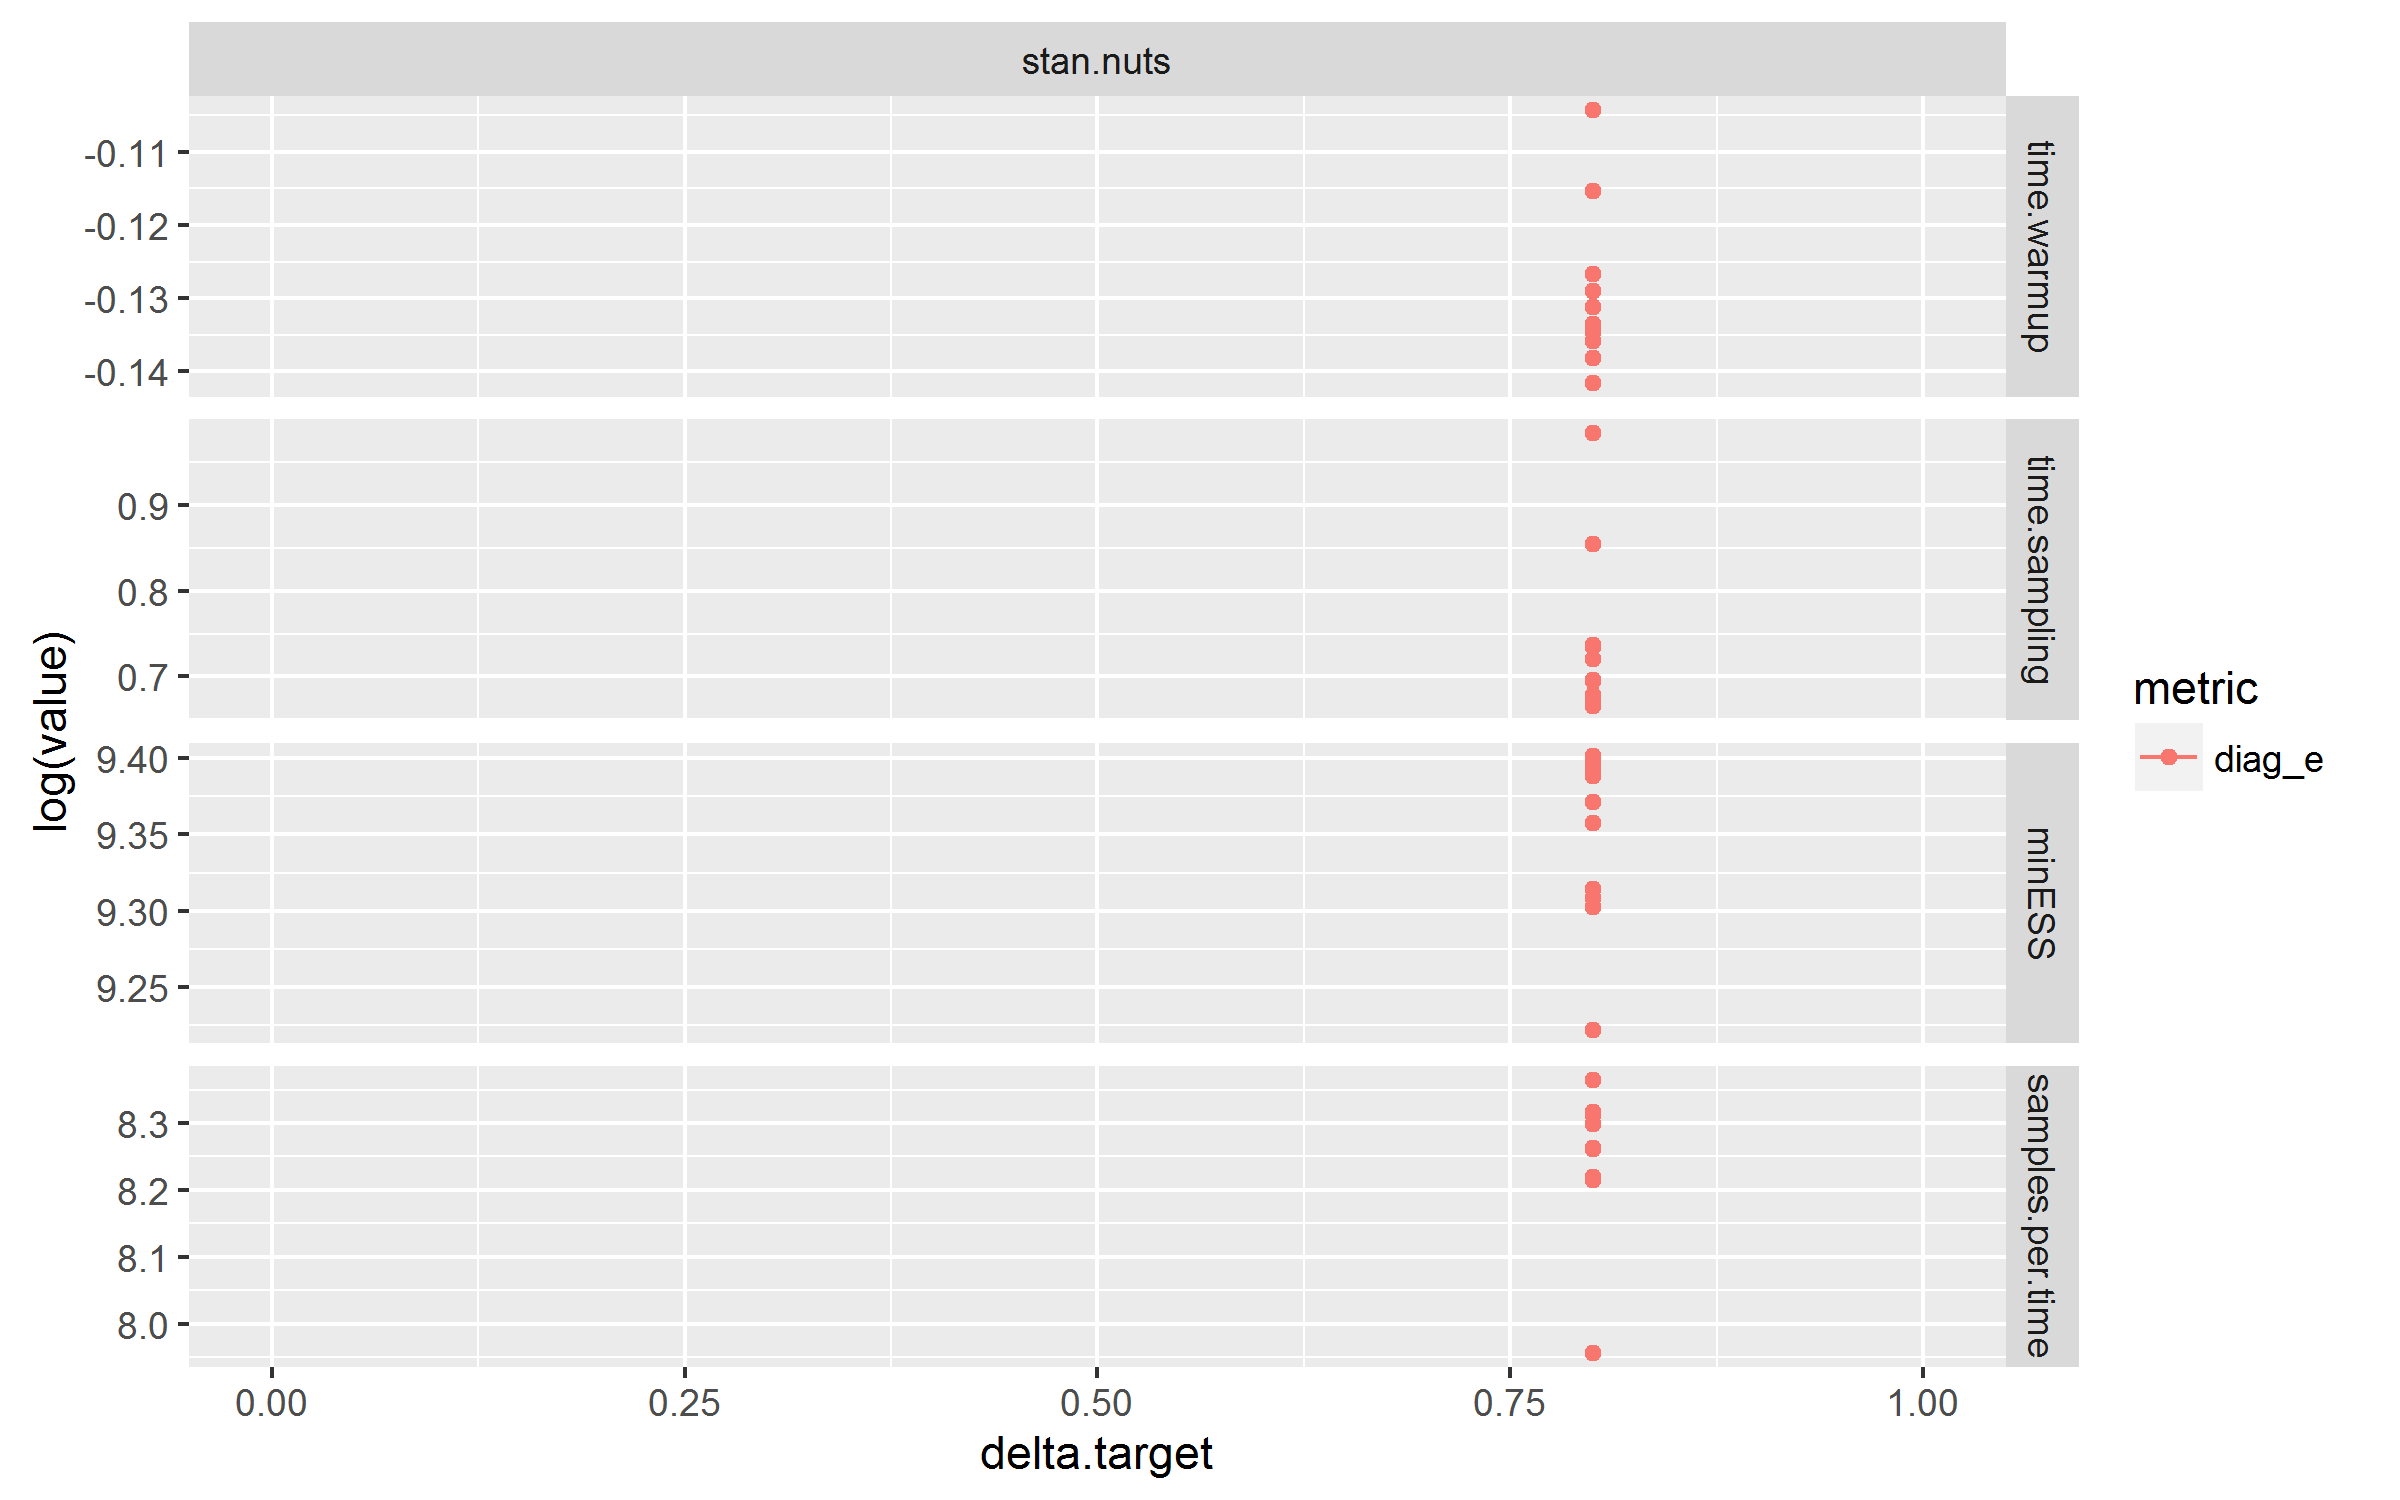 stan.nuts
-0.11
-0.12
-0.13
-0.14
time.warmup
0.9
0.8
0.7
time.sampling
9.40
9.35
9.30
9.25
minESS
8.3
8.2
8.1
8.0
samples.per.time
log(value)
0.00
0.25
0.50
0.75
1.00
delta.target
metric
diag_e